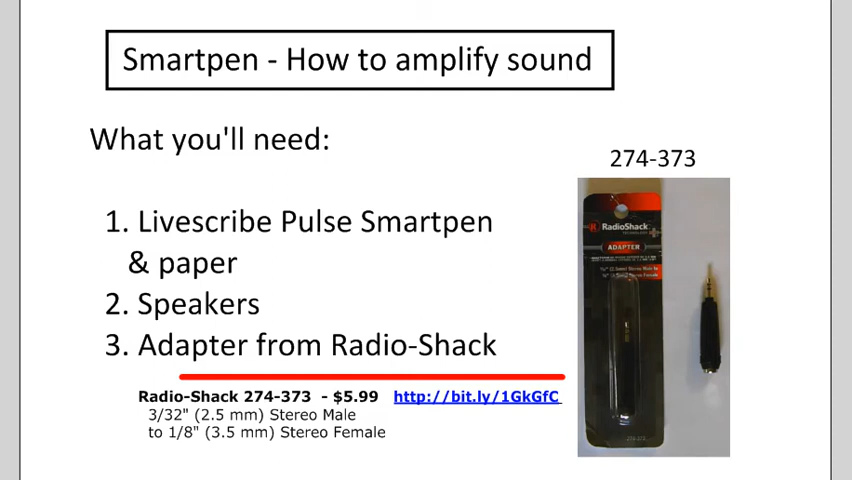 Smartpen - How to amplify sound
What you'll need:
274-373
1. Livescribe Pulse Smartpen
& paper
2. Speakers
3. Adapter from Radio-Shack
Radio-Shack 274-373 - $5.99 http://bit.ly/1GkGfC
3/32" (2.5 mm) Stereo Male
to 1/8" (3.5 mm) Stereo Female
RadioShack
ADAPTER